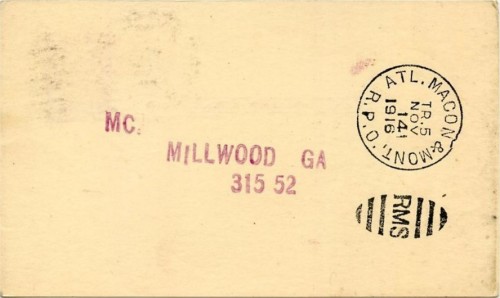 MC.
MILLWOOD GA
315 52
ATL. MACON & MONT. R.P.O.
TR. 5
NOV
14
1916
RMS